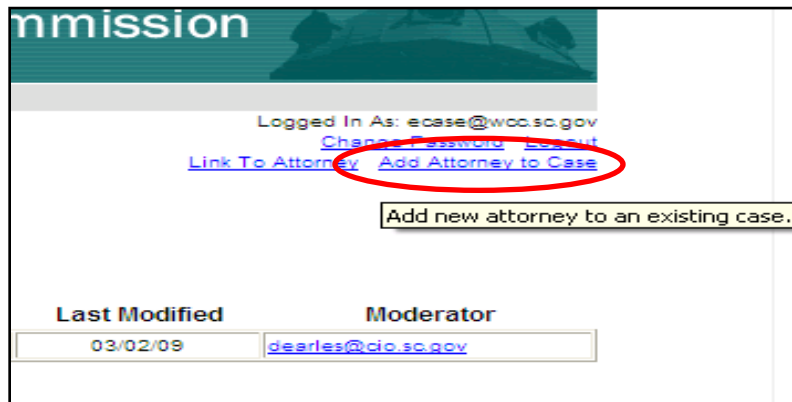 mmission
Logged In As: ecase@wcc.sc.gov
Change Password Logout
Link To Attorney Add Attorney to Case
Add new attorney to an existing case.
Last Modified Moderator
03/02/09 dearles@cio.sc.gov